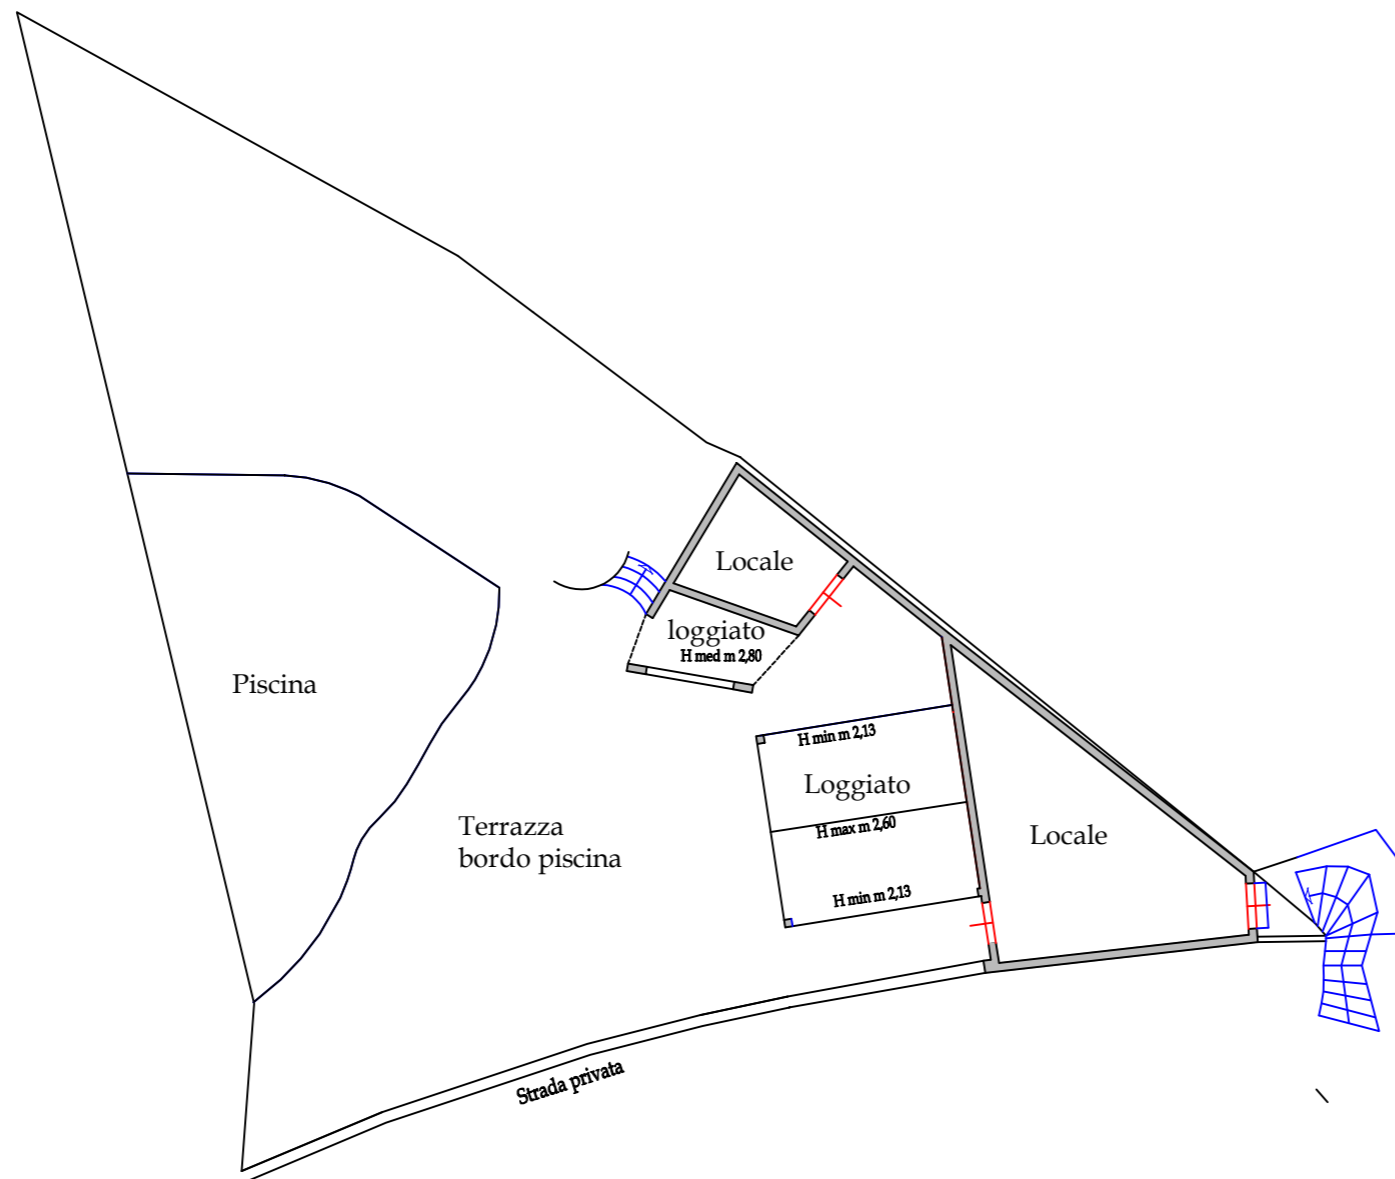 Locale
loggiato
H med m 2,80
Piscina
H min m 2,13
Loggiato
H max m 2,60
Terrazza
bordo piscina
Locale
H min m 2,13
Strada privata